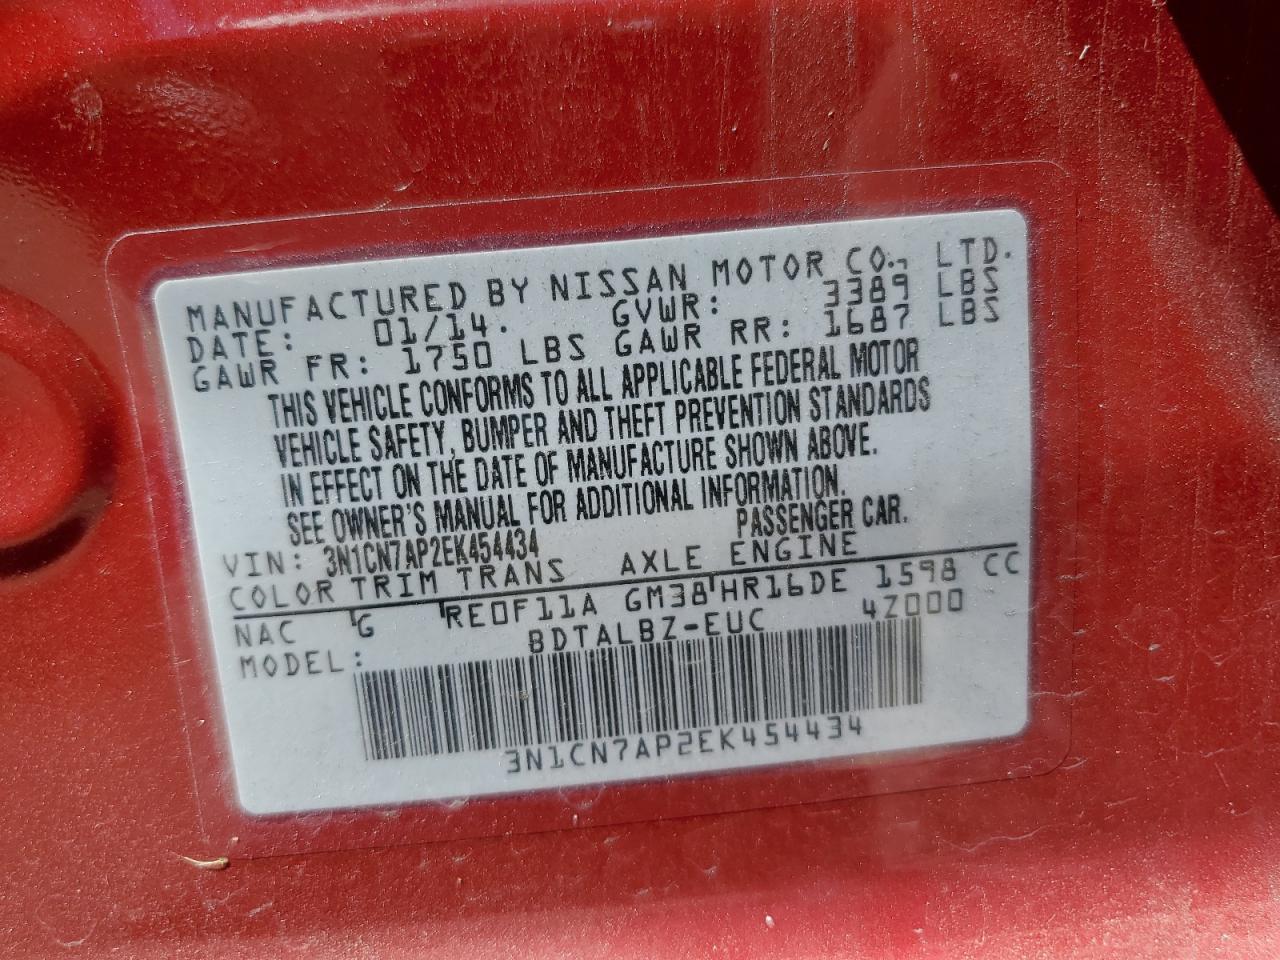 MANUFACTURED BY NISSAN MOTOR CO., LTD.
DATE: 01/14. GVWR: 3389 LBS
GAWR FR: 1750 LBS GAWR RR: 1687 LBS
THIS VEHICLE CONFORMS TO ALL APPLICABLE FEDERAL MOTOR
VEHICLE SAFETY, BUMPER AND THEFT PREVENTION STANDARDS
IN EFFECT ON THE DATE OF MANUFACTURE SHOWN ABOVE.
SEE OWNER'S MANUAL FOR ADDITIONAL INFORMATION.
VIN: 3N1CN7AP2EK454434 PASSENGER CAR.
COLOR TRIM TRANS AXLE ENGINE
NAC G RE0F11A GM38 HR16DE 1598 CC
MODEL: BDTALBZ-EUC 4Z000
3N1CN7AP2EK454434